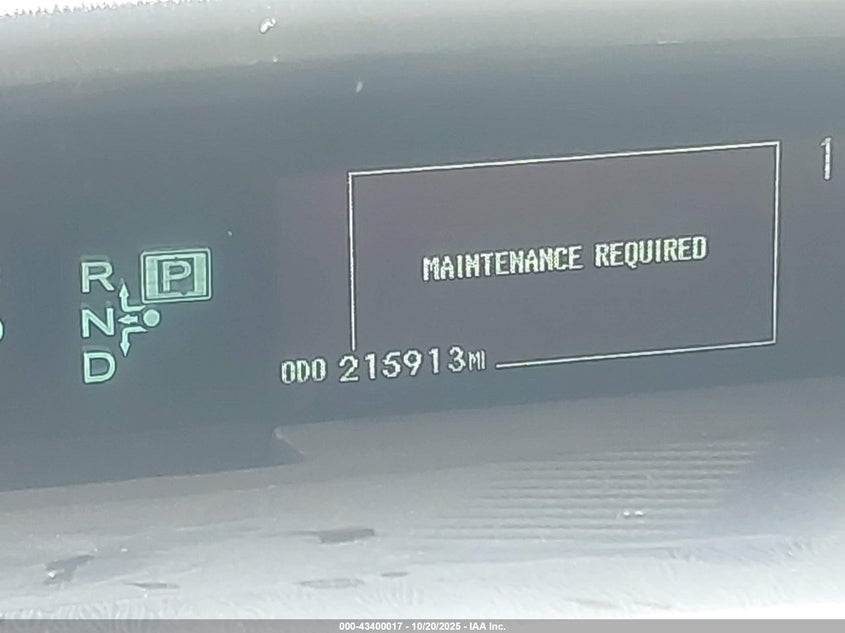 1
MAINTENANCE REQUIRED
R P
N
D
ODO 215913MI
000-43400017 - 10/20/2025 - IAA Inc.